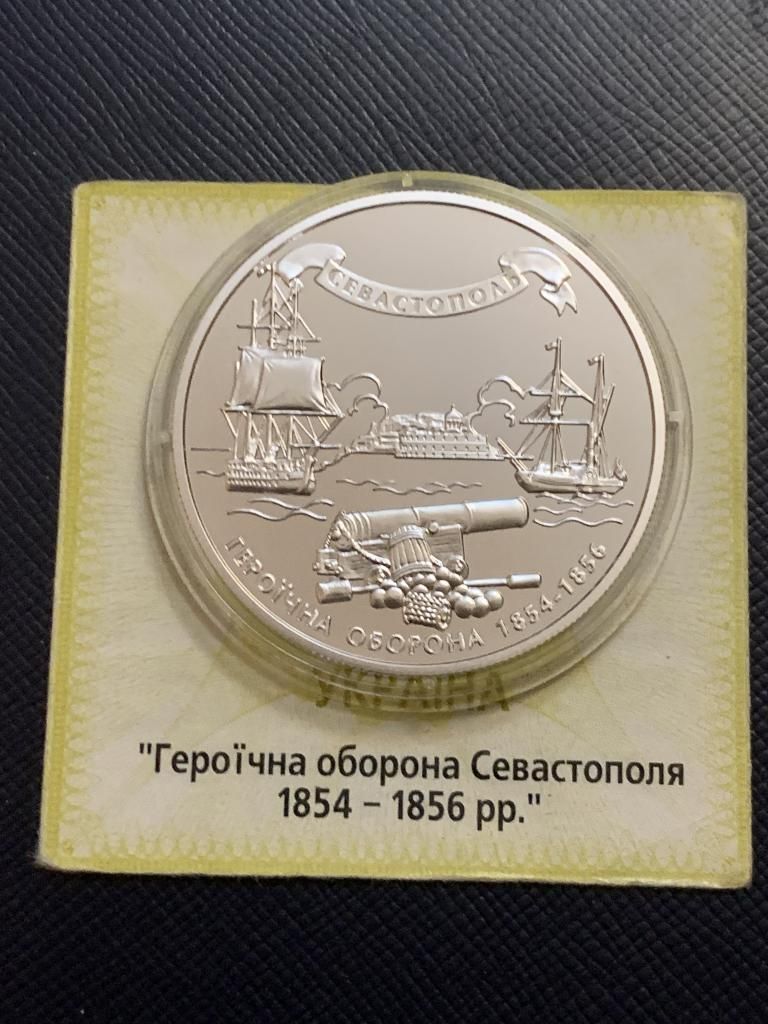 СЕВАСТОПОЛЬ
ГЕРОЇЧНА ОБОРОНА 1854-1856
УКРАЇНА
"Героїчна оборона Севастополя
1854 – 1856 рр."